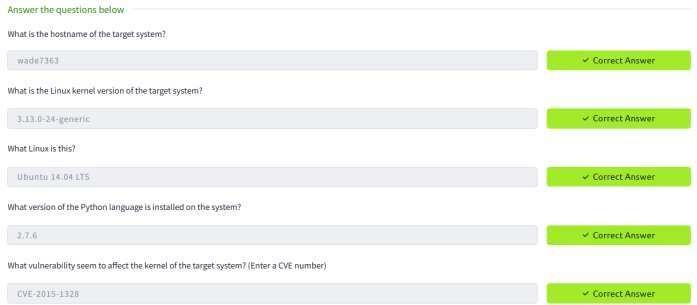 Answer the questions below
What is the hostname of the target system?
wade7363
✓ Correct Answer
What is the Linux kernel version of the target system?
3.13.0-24-generic
✓ Correct Answer
What Linux is this?
Ubuntu 14.04 LTS
✓ Correct Answer
What version of the Python language is installed on the system?
2.7.6
✓ Correct Answer
What vulnerability seem to affect the kernel of the target system? (Enter a CVE number)
CVE-2015-1328
✓ Correct Answer